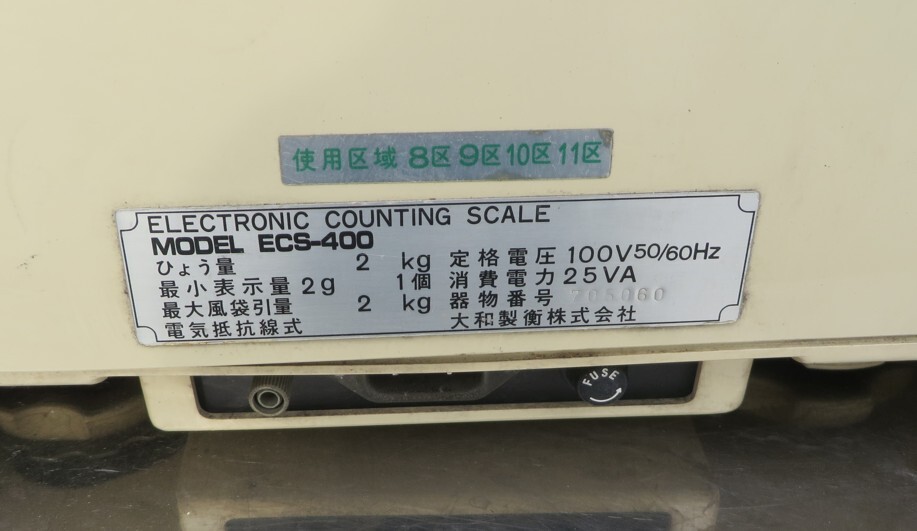 使用区域 8区 9区 10区 11区
ELECTRONIC COUNTING SCALE
MODEL ECS-400
ひょう量 2 kg 定格電圧 100V 50/60Hz
最小表示量 2g 1個 消費電力 25VA
最大風袋引量 2 kg 器物番号 705060
電気抵抗線式 大和製衡株式会社
FUSE